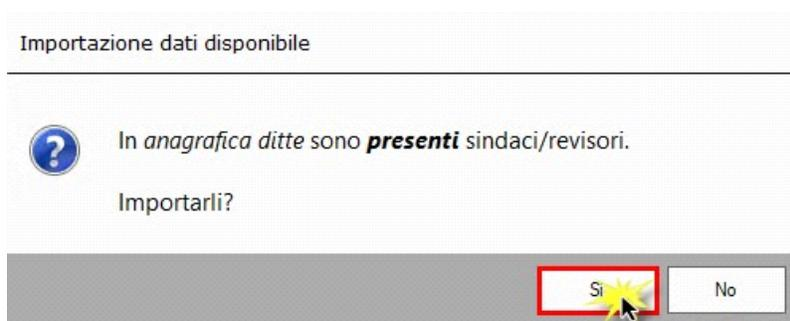 Importazione dati disponibile
In anagrafica ditte sono presenti sindaci/revisori.
Importarli?
Si
No